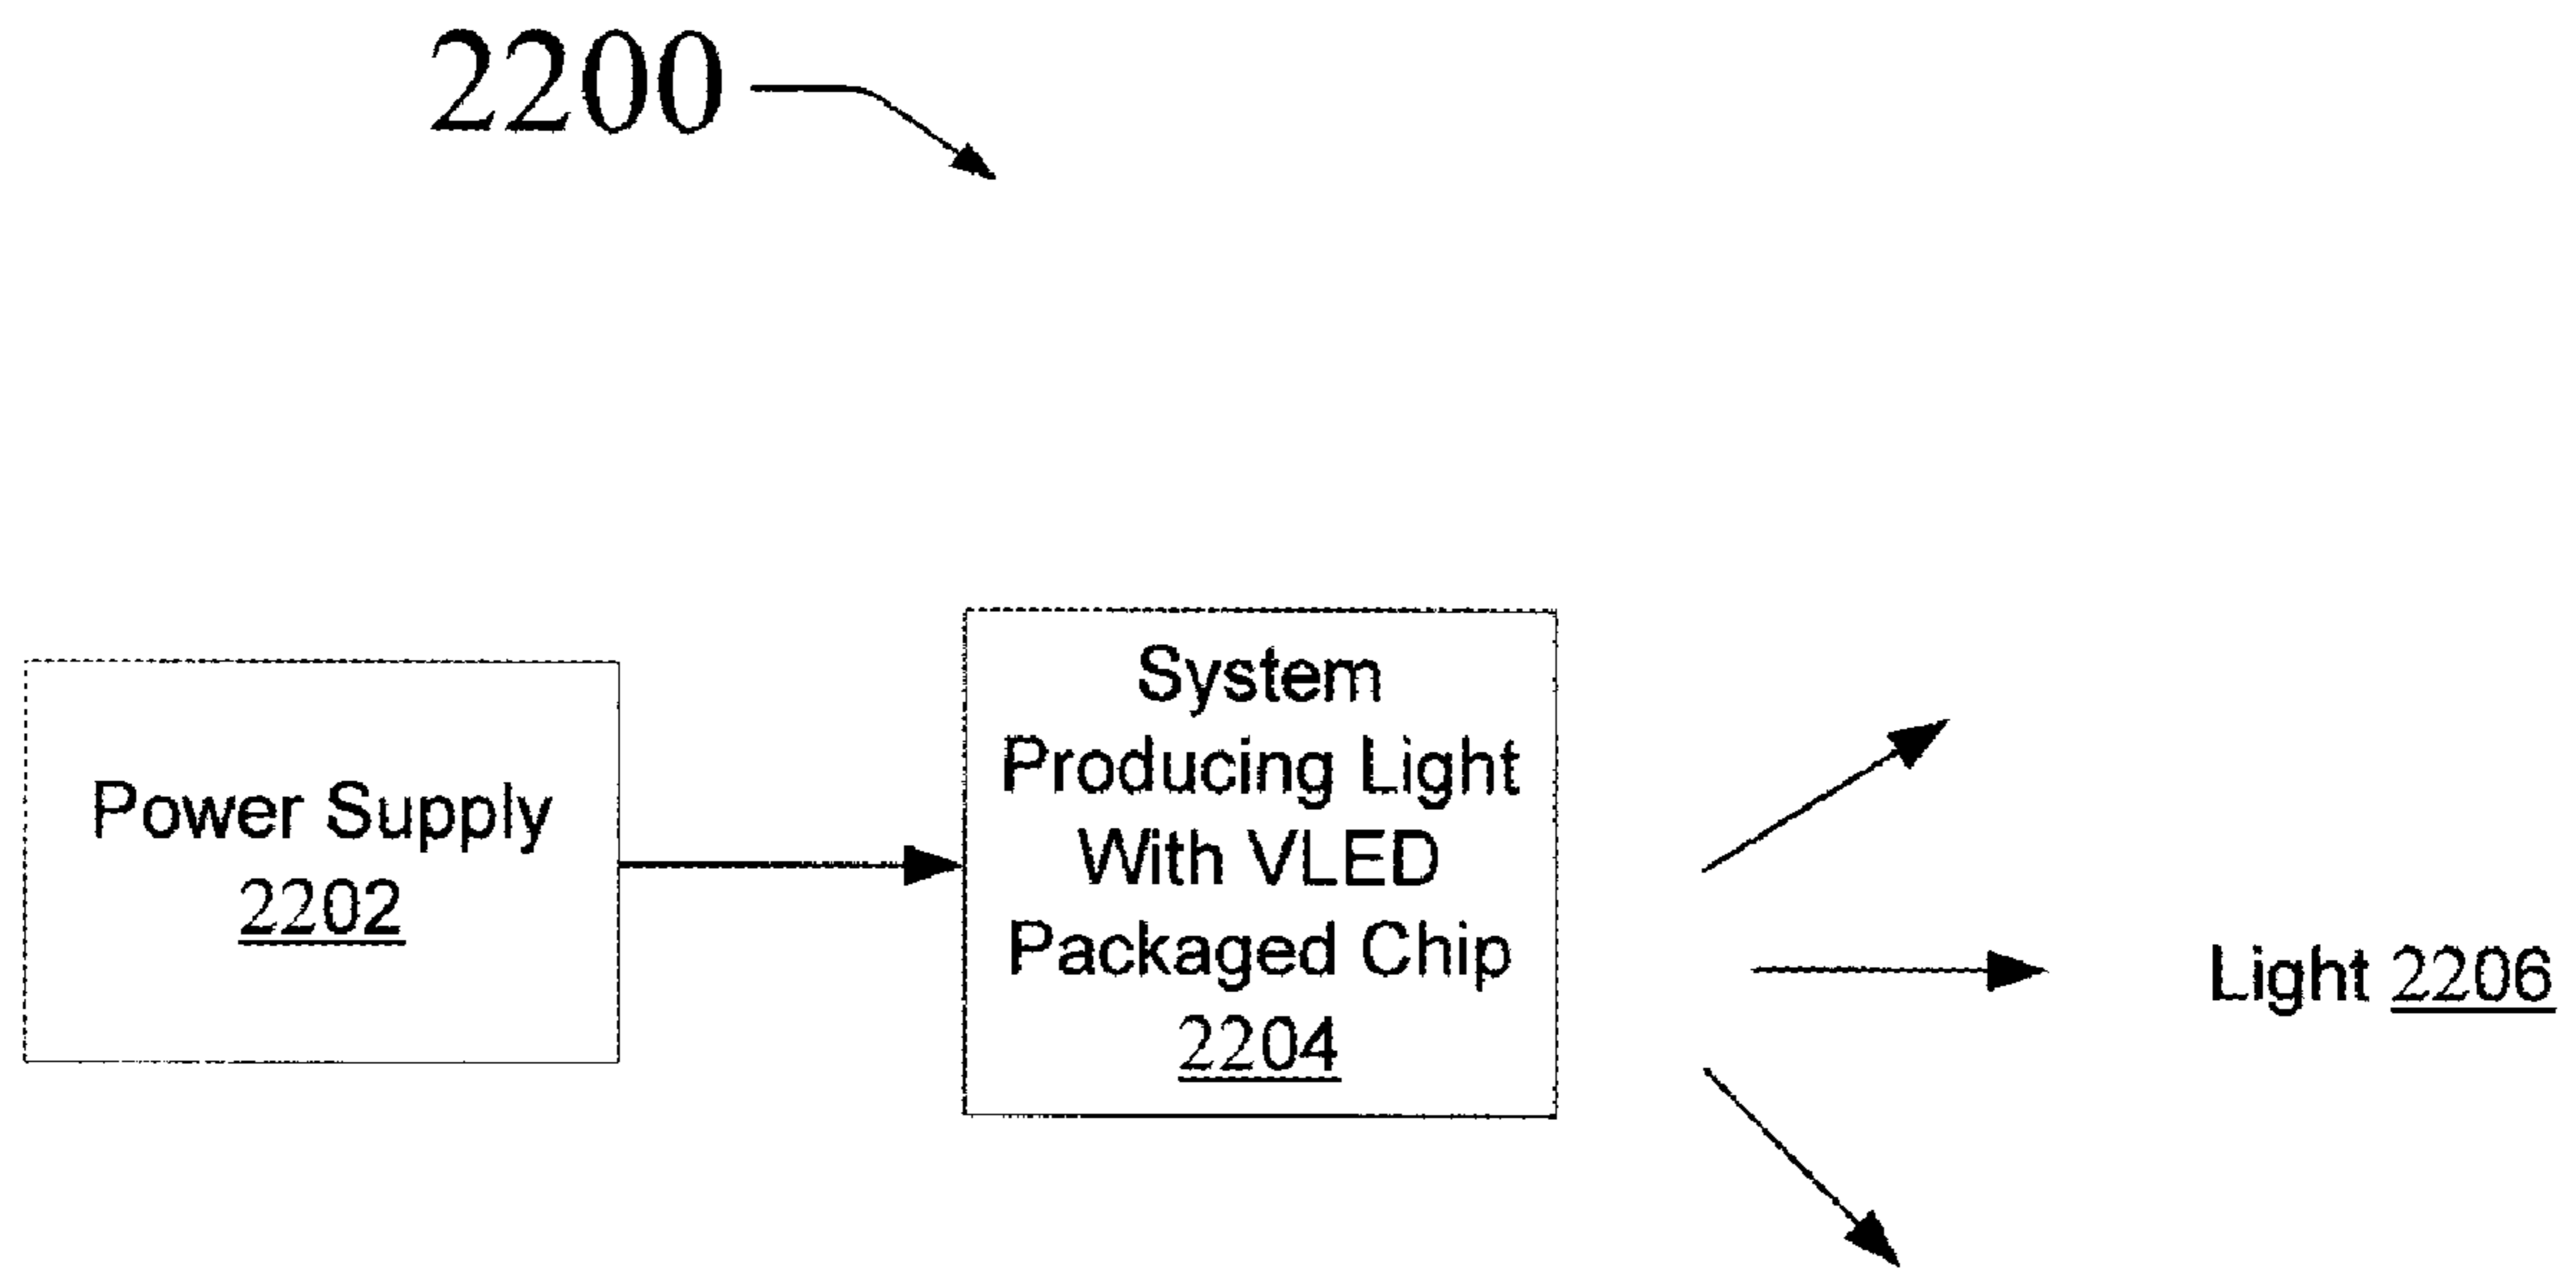 2200
Power Supply
2202
System
Producing Light
With VLED
Packaged Chip
2204
Light 2206